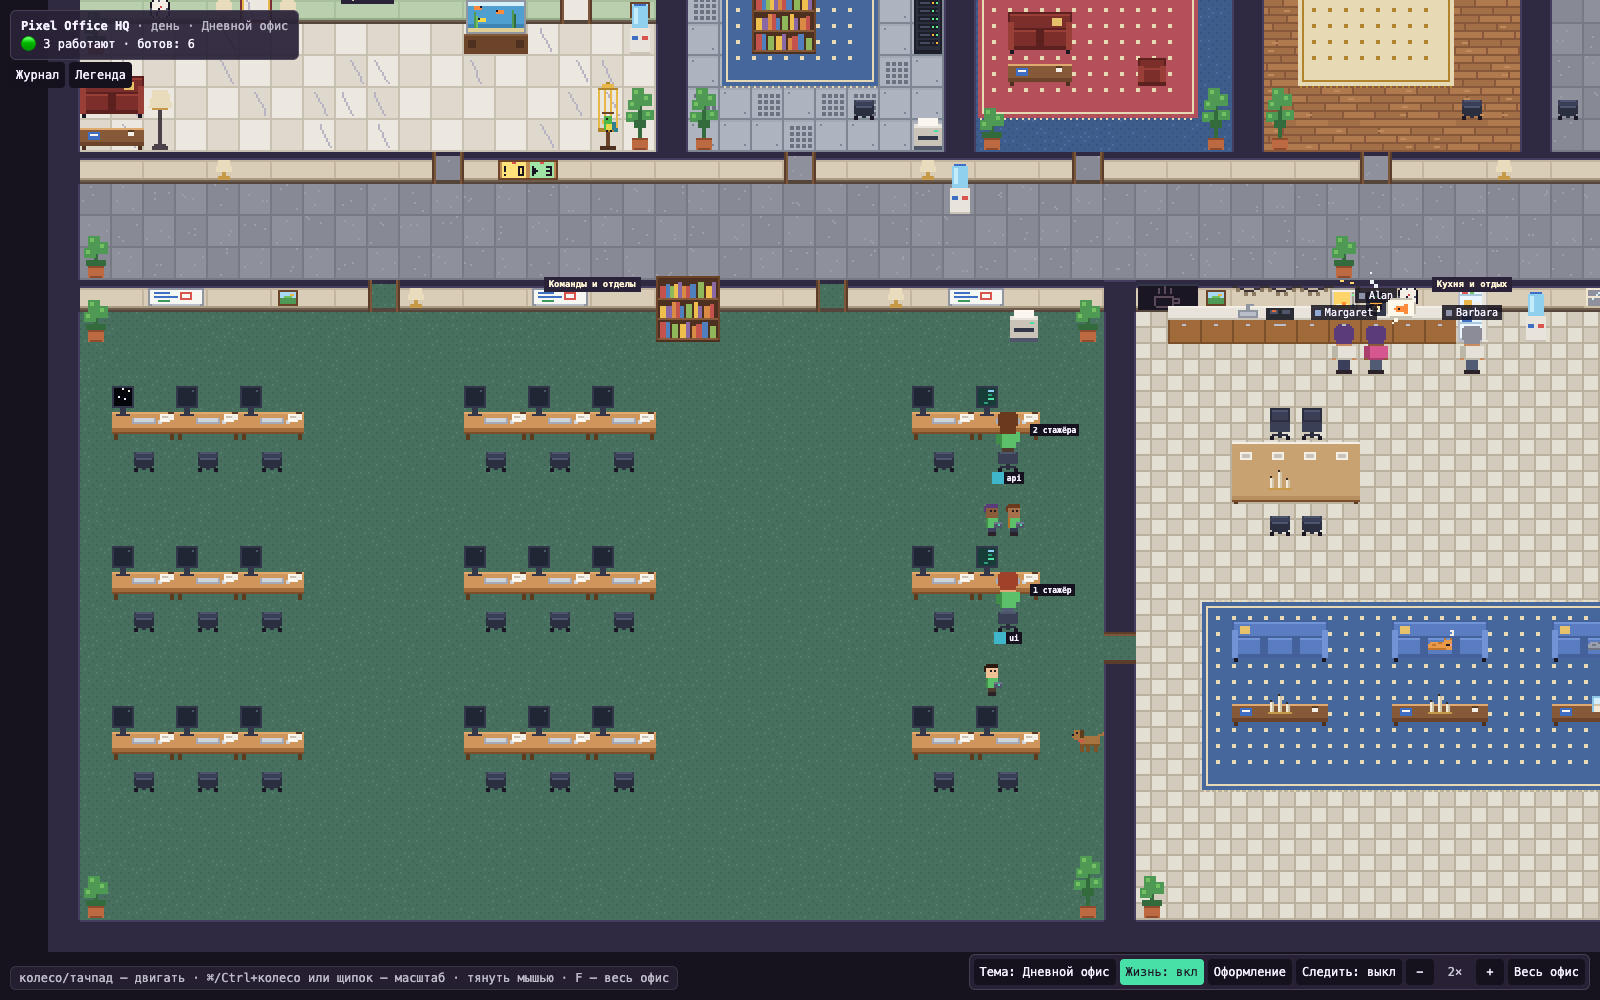 Pixel Office HQ · день · Дневной офис
3 работают · ботов: 6
Журнал
Легенда
! 0
3
Команды и отделы
Кухня и отдых
Alan
Margaret
Barbara
2 стажёра
api
1 стажёр
ui
колесо/тачпад — двигать · ⌘/Ctrl+колесо или щипок — масштаб · тянуть мышью · F — весь офис
Тема: Дневной офис
Жизнь: вкл
Оформление
Следить: выкл
−
2×
+
Весь офис